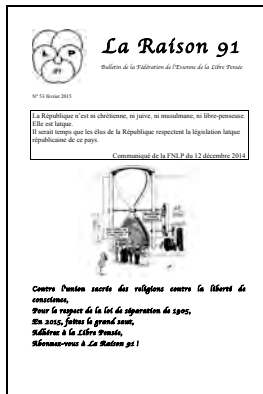 L P
91
La Raison 91
Bulletin de la Fédération de l'Essonne de la Libre Pensée
N° 53 février 2015
La République n'est ni chrétienne, ni juive, ni musulmane, ni libre-penseuse.
Elle est laïque.
Il serait temps que les élus de la République respectent la législation laïque
républicaine de ce pays.
Communiqué de la FNLP du 12 décembre 2014
Contre l'union sacrée des religions contre la liberté de
conscience,
Pour le respect de la loi de séparation de 1905,
En 2015, faites le grand saut,
Adhérez à la Libre Pensée,
Abonnez-vous à La Raison 91 !